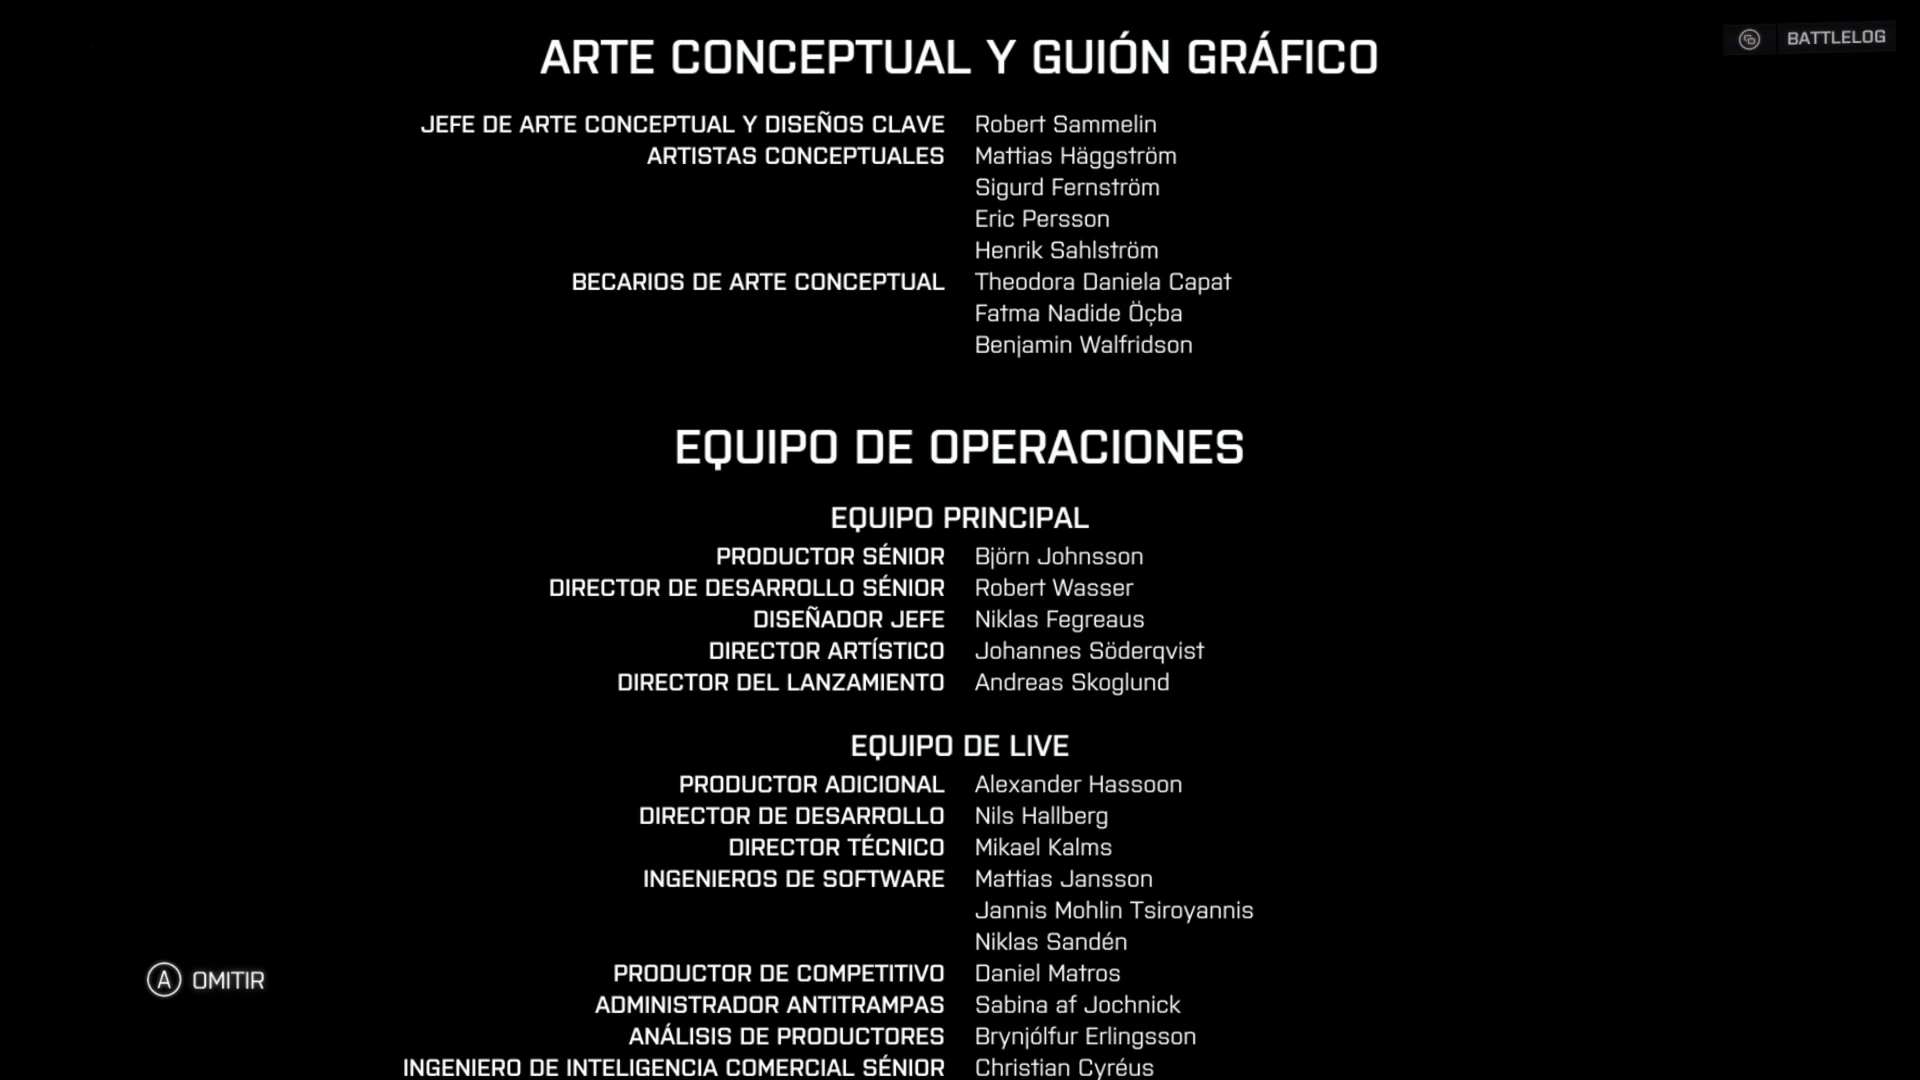 BATTLELOG
ARTE CONCEPTUAL Y GUIÓN GRÁFICO
JEFE DE ARTE CONCEPTUAL Y DISEÑOS CLAVE Robert Sammelin
ARTISTAS CONCEPTUALES Mattias Häggström
Sigurd Fernström
Eric Persson
Henrik Sahlström
BECARIOS DE ARTE CONCEPTUAL Theodora Daniela Capat
Fatma Nadide Öçba
Benjamin Walfridson
EQUIPO DE OPERACIONES
EQUIPO PRINCIPAL
PRODUCTOR SÉNIOR Björn Johnsson
DIRECTOR DE DESARROLLO SÉNIOR Robert Wasser
DISEÑADOR JEFE Niklas Fegreaus
DIRECTOR ARTÍSTICO Johannes Söderqvist
DIRECTOR DEL LANZAMIENTO Andreas Skoglund
EQUIPO DE LIVE
PRODUCTOR ADICIONAL Alexander Hassoon
DIRECTOR DE DESARROLLO Nils Hallberg
DIRECTOR TÉCNICO Mikael Kalms
INGENIEROS DE SOFTWARE Mattias Jansson
Jannis Mohlin Tsiroyannis
Niklas Sandén
PRODUCTOR DE COMPETITIVO Daniel Matros
ADMINISTRADOR ANTITRAMPAS Sabina af Jochnick
ANÁLISIS DE PRODUCTORES Brynjólfur Erlingsson
INGENIERO DE INTELIGENCIA COMERCIAL SÉNIOR Christian Cyréus
A OMITIR